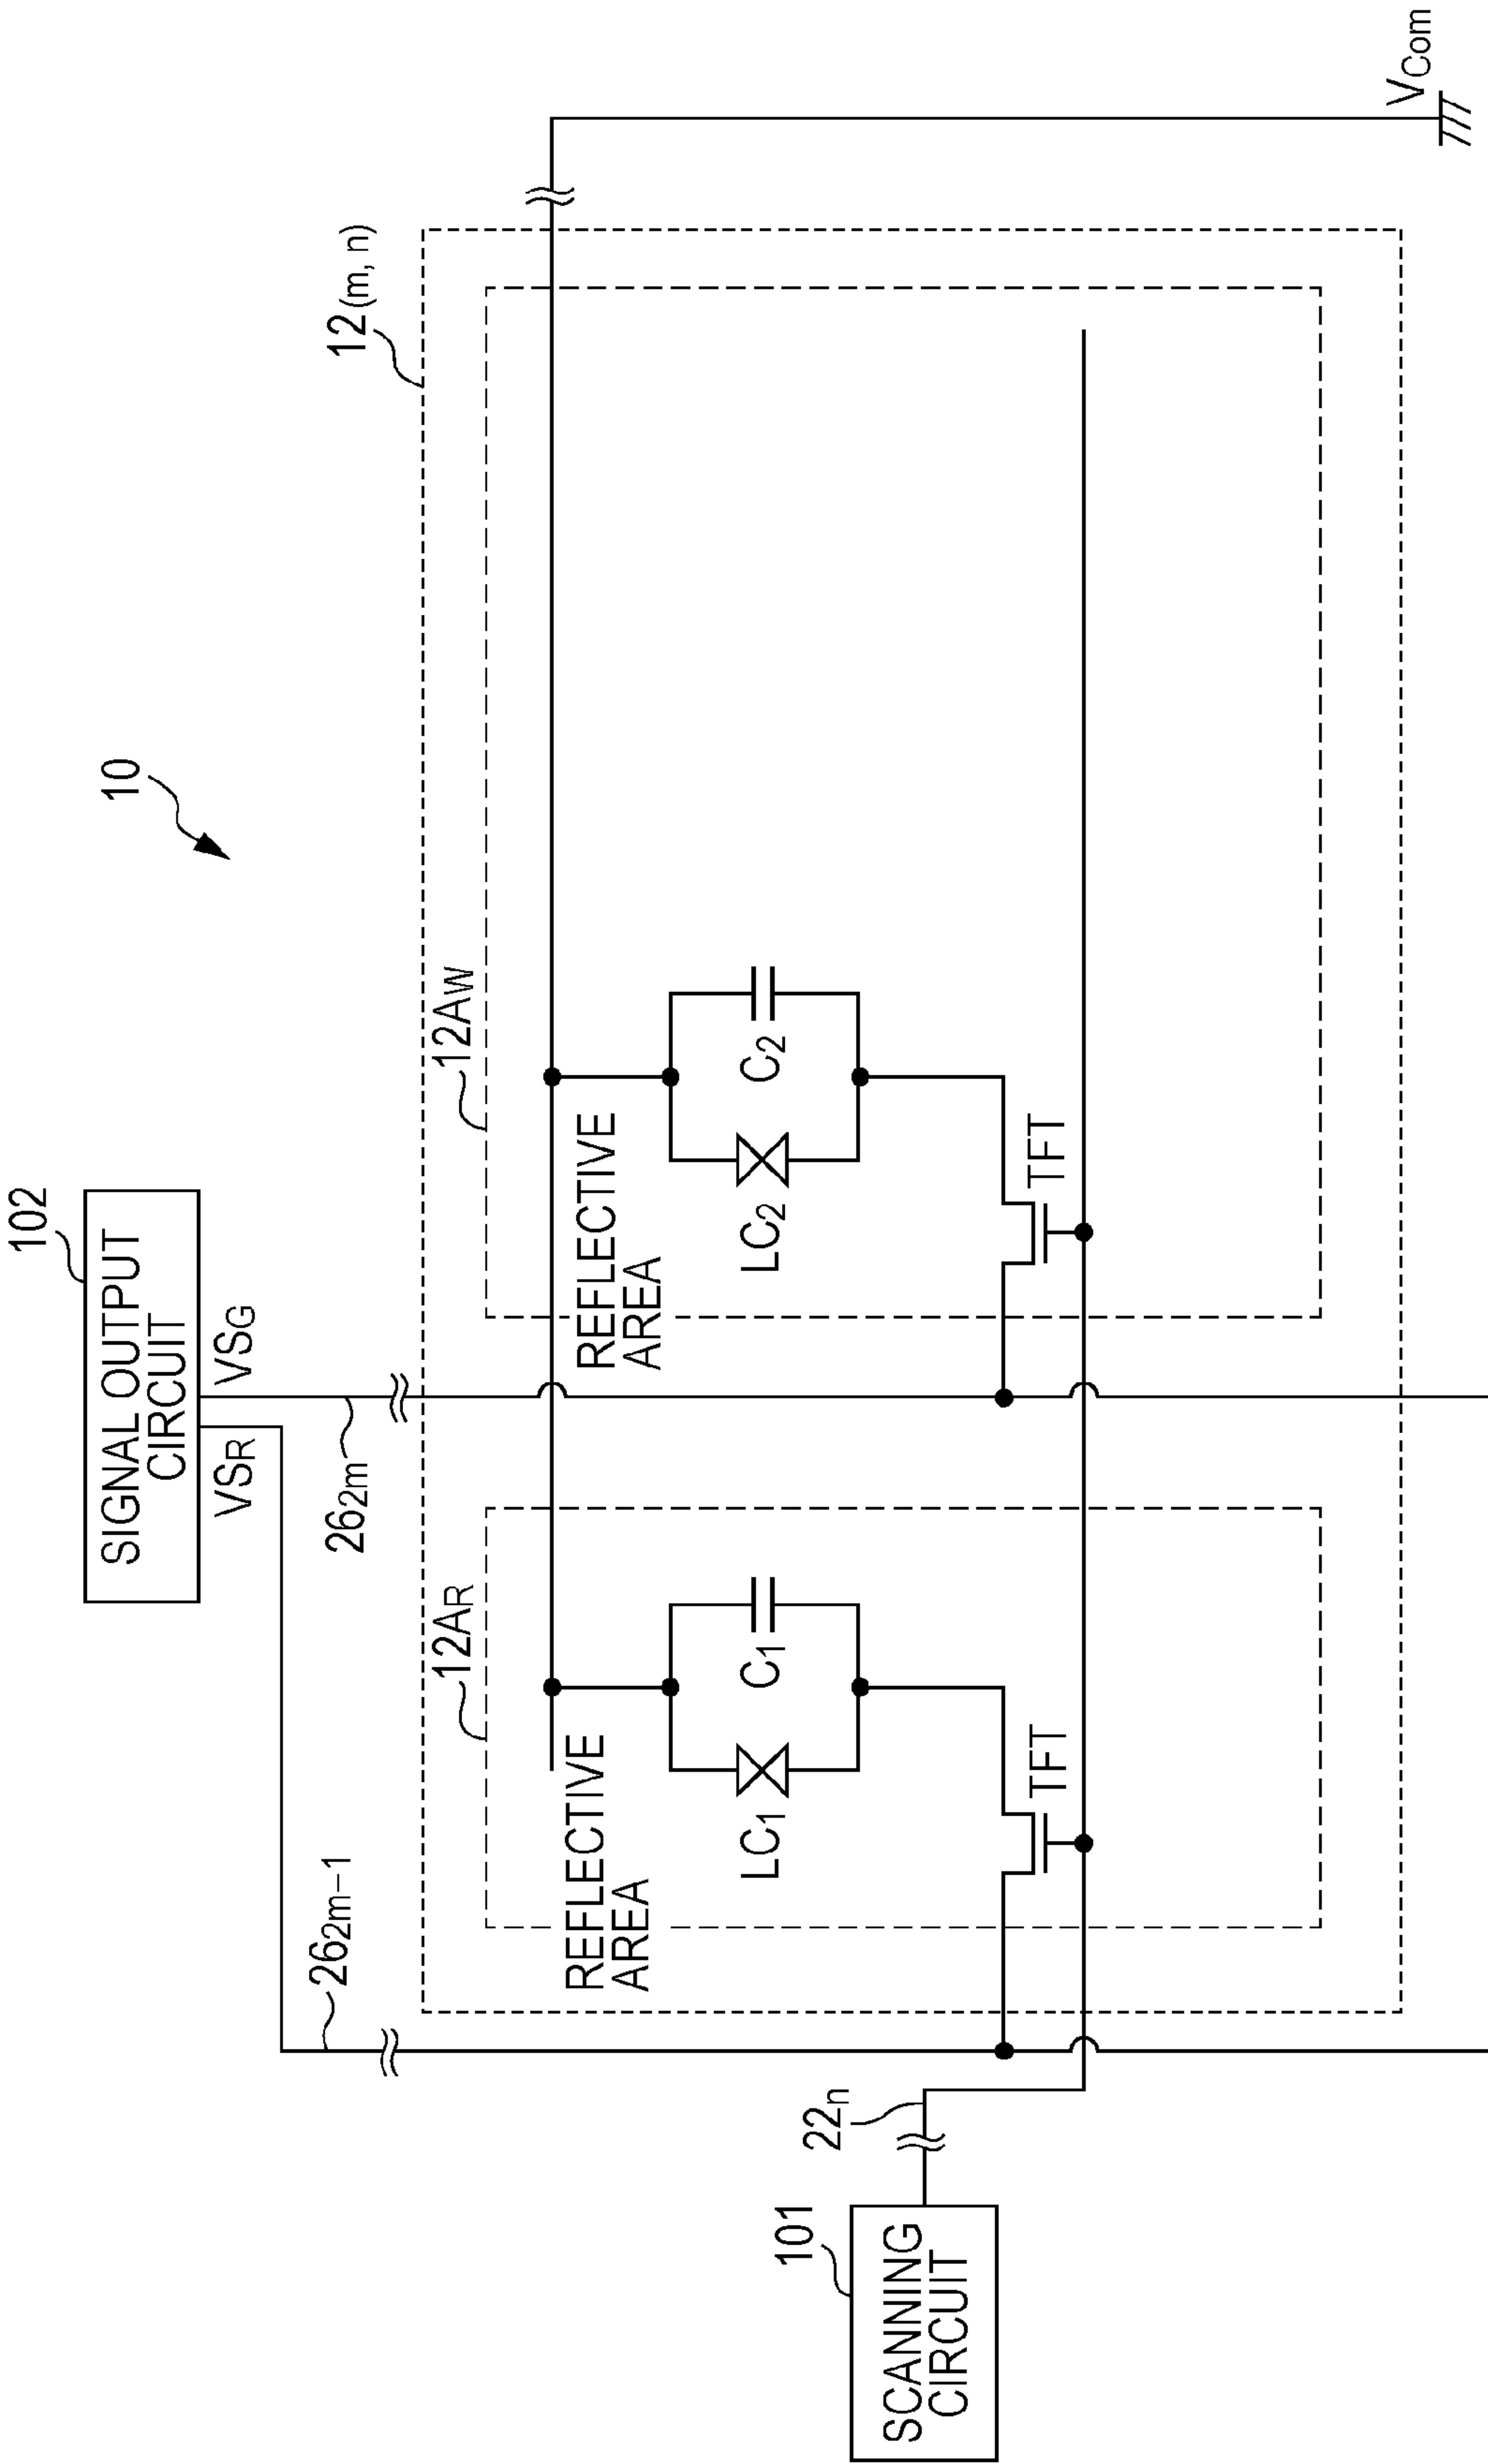 10
102
SIGNAL OUTPUT
CIRCUIT
VSR
VSG
26₂ₘ₋₁
26₂ₘ
12(m, n)
12AR
12AW
REFLECTIVE
AREA
REFLECTIVE
AREA
LC₁
C₁
LC₂
C₂
TFT
TFT
101
SCANNING
CIRCUIT
22ₙ
VCom